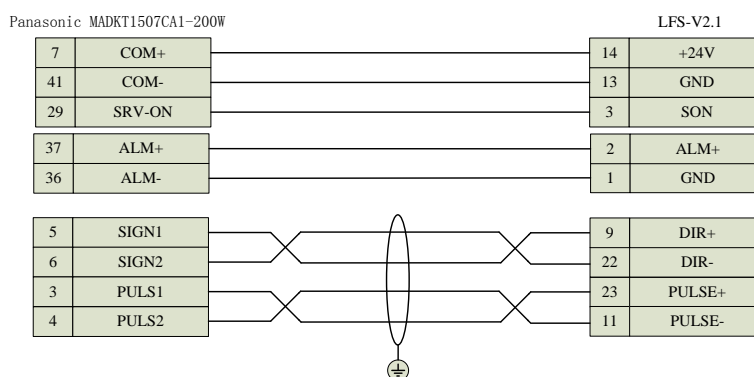 Panasonic MADKT1507CA1-200W LFS-V2.1
7 COM+ 14 +24V
41 COM- 13 GND
29 SRV-ON 3 SON
37 ALM+ 2 ALM+
36 ALM- 1 GND
5 SIGN1 9 DIR+
6 SIGN2 22 DIR-
3 PULS1 23 PULSE+
4 PULS2 11 PULSE-